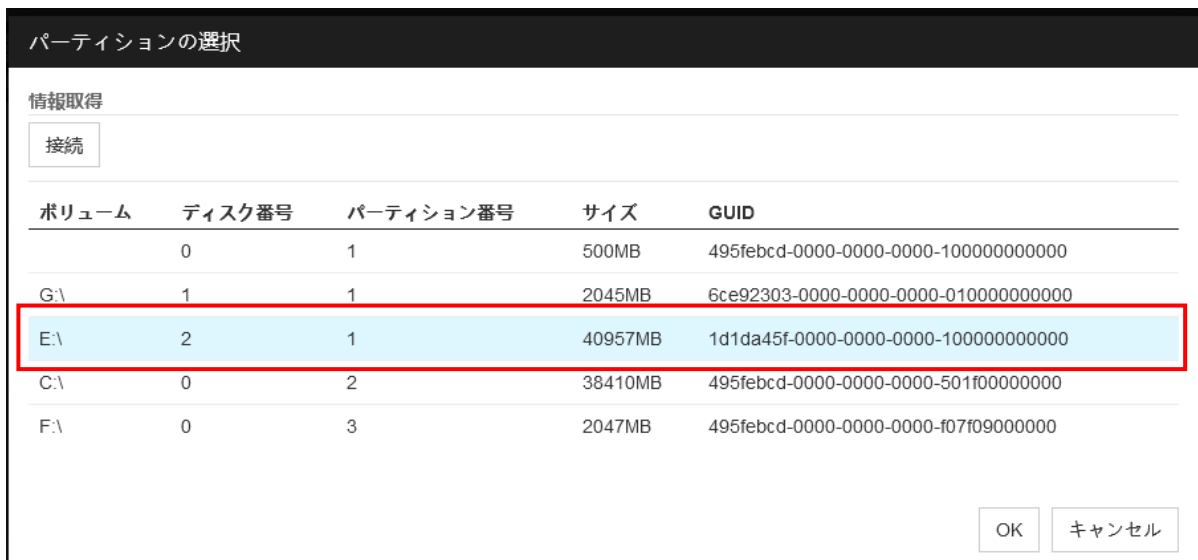 パーティションの選択
情報取得
接続
ボリューム ディスク番号 パーティション番号 サイズ GUID
0 1 500MB 495febcd-0000-0000-0000-100000000000
G:\ 1 1 2045MB 6ce92303-0000-0000-0000-010000000000
E:\ 2 1 40957MB 1d1da45f-0000-0000-0000-100000000000
C:\ 0 2 38410MB 495febcd-0000-0000-0000-501f00000000
F:\ 0 3 2047MB 495febcd-0000-0000-0000-f07f09000000
OK キャンセル